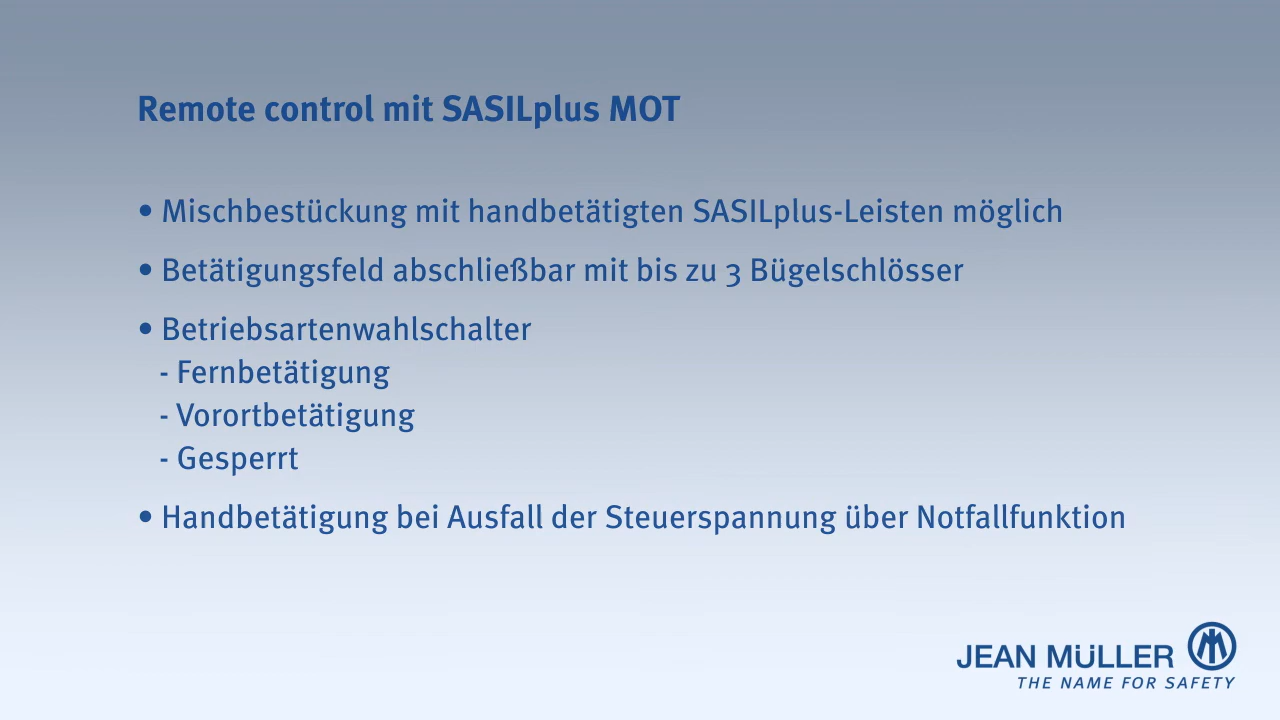 Remote control mit SASILplus MOT
• Mischbestückung mit handbetätigten SASILplus-Leisten möglich
• Betätigungsfeld abschließbar mit bis zu 3 Bügelschlösser
• Betriebsartenwahlschalter
- Fernbetätigung
- Vorortbetätigung
- Gesperrt
• Handbetätigung bei Ausfall der Steuerspannung über Notfallfunktion
JEAN MÜLLER
THE NAME FOR SAFETY